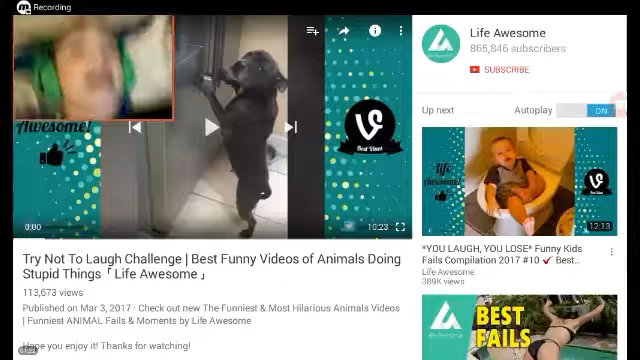 Recording
Life Awesome
865,846 subscribers
SUBSCRIBE
Up next
Autoplay
ON
Awesome!
Best Vines
0:00
10:23
Life
Awesome!
12:13
Try Not To Laugh Challenge | Best Funny Videos of Animals Doing
Stupid Things「 Life Awesome 」
*YOU LAUGH, YOU LOSE* Funny Kids
Fails Compilation 2017 #10 ✔ Best...
Life Awesome
389K views
113,673 views
Published on Mar 3, 2017 · Check out new The Funniest & Most Hilarious Animals Videos
| Funniest ANIMAL Fails & Moments by Life Awesome
Hope you enjoy it! Thanks for watching!
BEST
FAILS